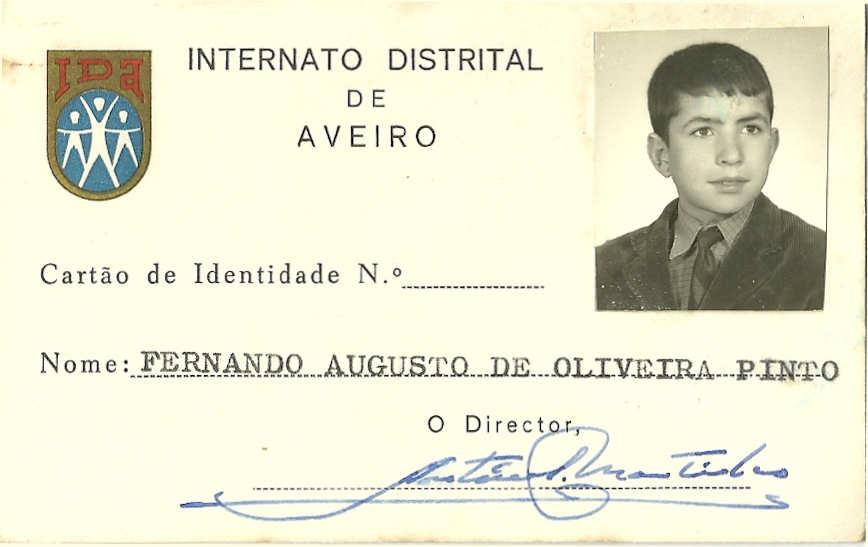 IDA
INTERNATO DISTRITAL
DE
AVEIRO
Cartão de Identidade N.º
Nome: FERNANDO AUGUSTO DE OLIVEIRA PINTO
O Director,